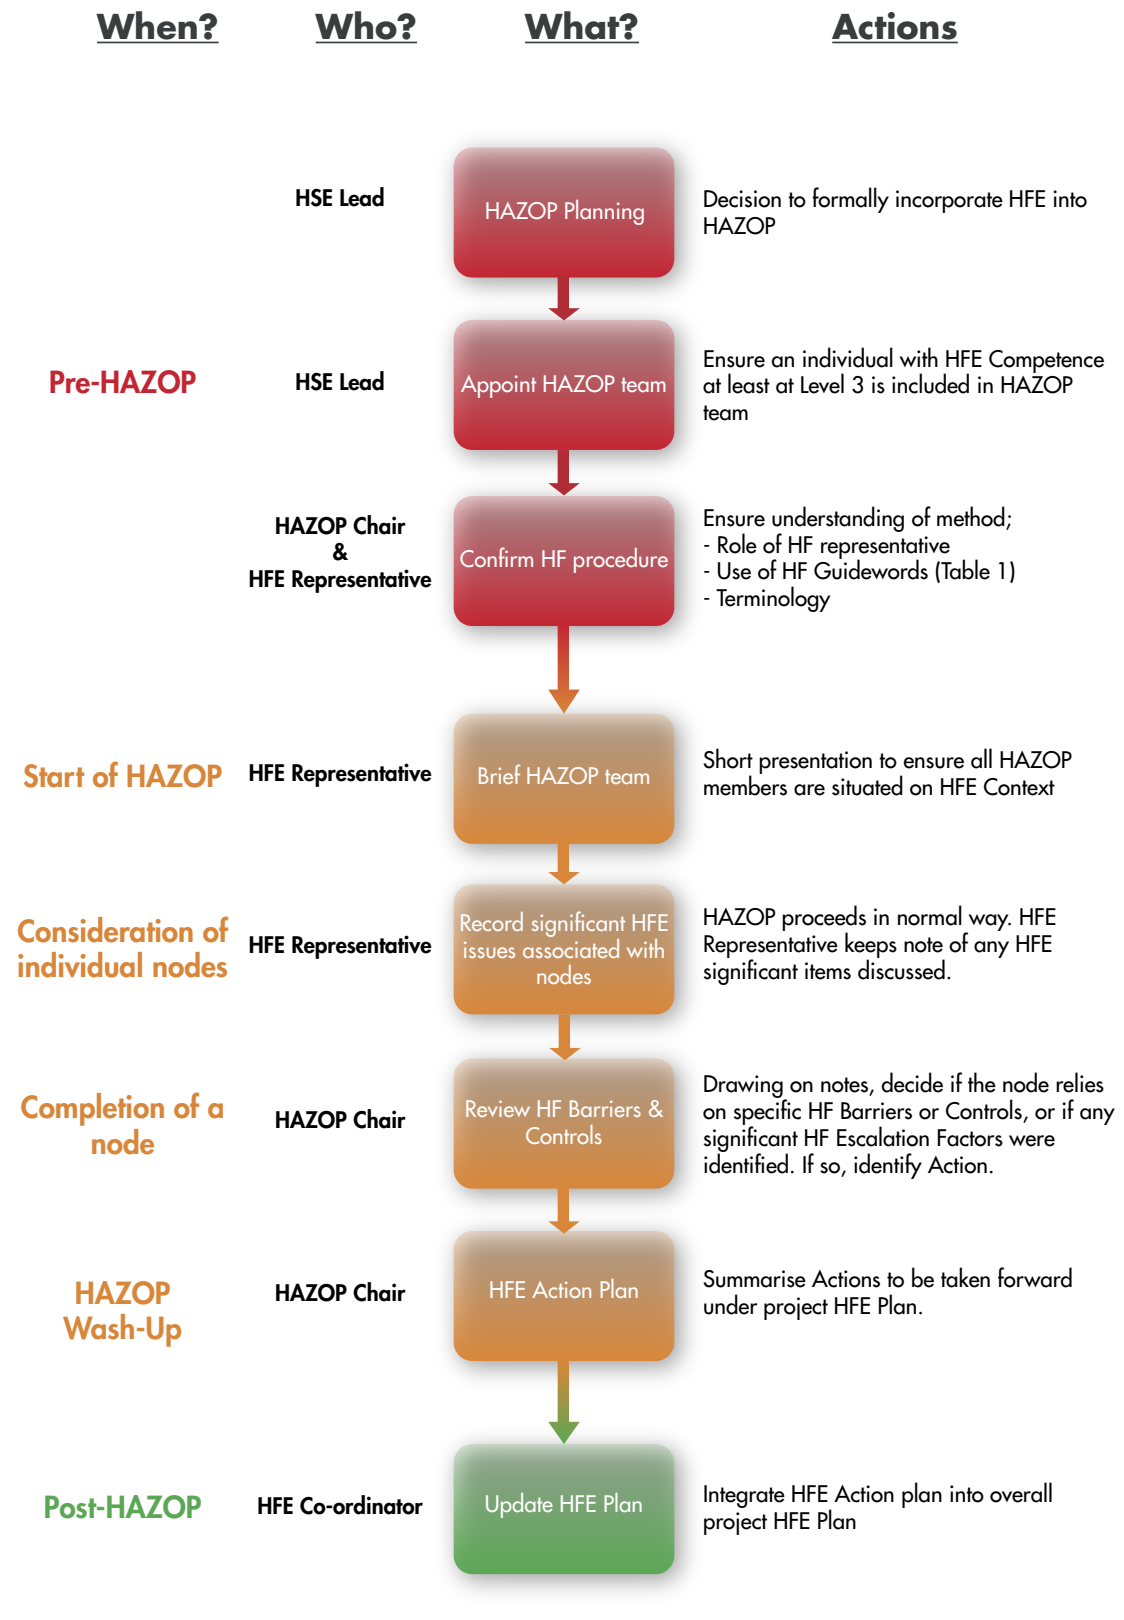 When? Who? What? Actions
HSE Lead
HAZOP Planning
Decision to formally incorporate HFE into
HAZOP
Pre-HAZOP
HSE Lead
Appoint HAZOP team
Ensure an individual with HFE Competence
at least at Level 3 is included in HAZOP
team
HAZOP Chair
&
HFE Representative
Confirm HF procedure
Ensure understanding of method;
- Role of HF representative
- Use of HF Guidewords (Table 1)
- Terminology
Start of HAZOP
HFE Representative
Brief HAZOP team
Short presentation to ensure all HAZOP
members are situated on HFE Context
Consideration of
individual nodes
HFE Representative
Record significant HFE
issues associated with
nodes
HAZOP proceeds in normal way. HFE
Representative keeps note of any HFE
significant items discussed.
Completion of a
node
HAZOP Chair
Review HF Barriers &
Controls
Drawing on notes, decide if the node relies
on specific HF Barriers or Controls, or if any
significant HF Escalation Factors were
identified. If so, identify Action.
HAZOP
Wash-Up
HAZOP Chair
HFE Action Plan
Summarise Actions to be taken forward
under project HFE Plan.
Post-HAZOP
HFE Co-ordinator
Update HFE Plan
Integrate HFE Action plan into overall
project HFE Plan